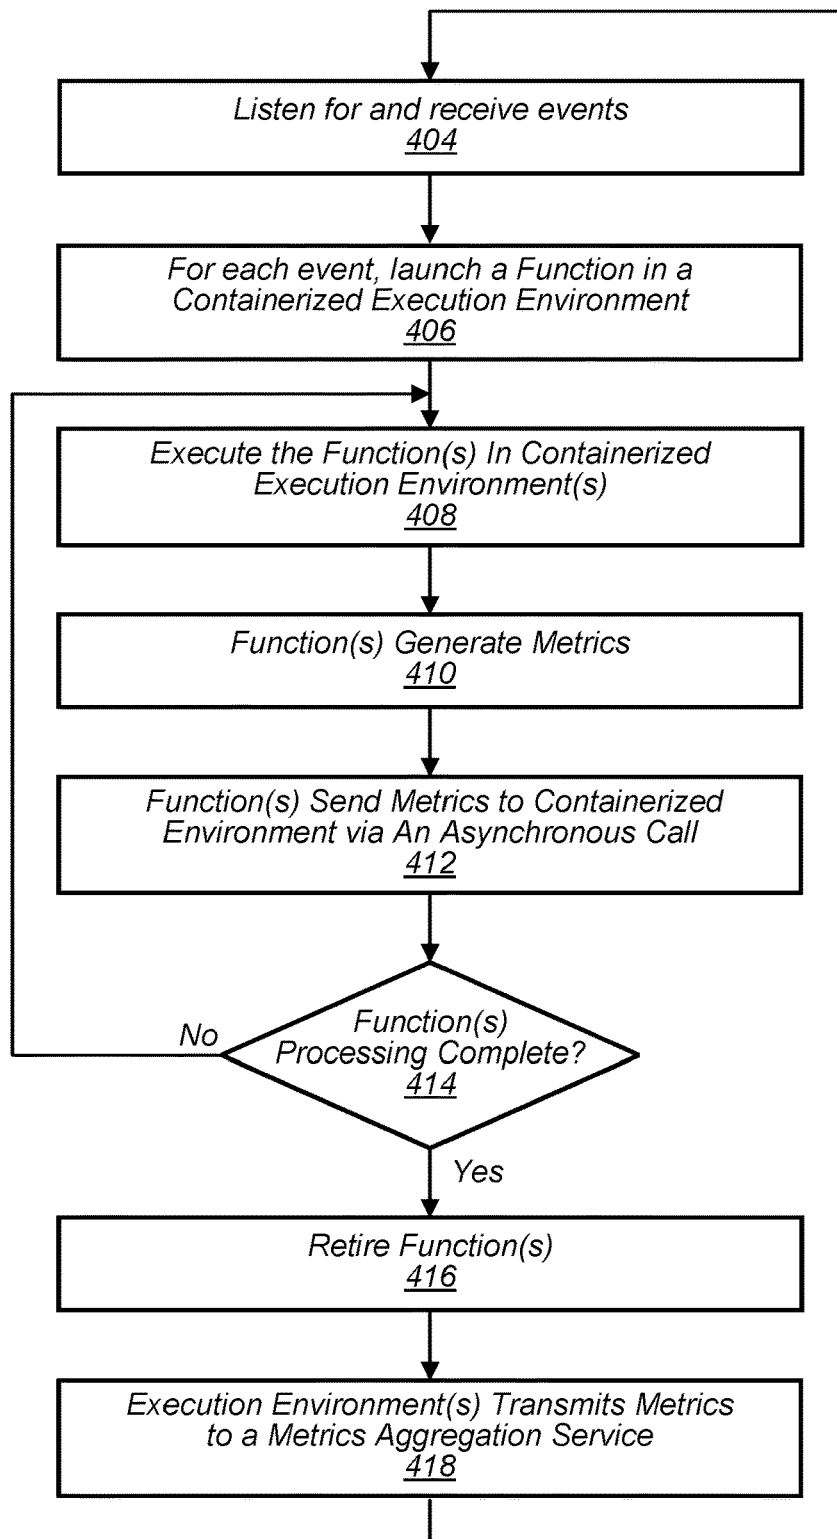 Listen for and receive events
404
For each event, launch a Function in a
Containerized Execution Environment
406
Execute the Function(s) In Containerized
Execution Environment(s)
408
Function(s) Generate Metrics
410
Function(s) Send Metrics to Containerized
Environment via An Asynchronous Call
412
Function(s)
Processing Complete?
414
No
Yes
Retire Function(s)
416
Execution Environment(s) Transmits Metrics
to a Metrics Aggregation Service
418